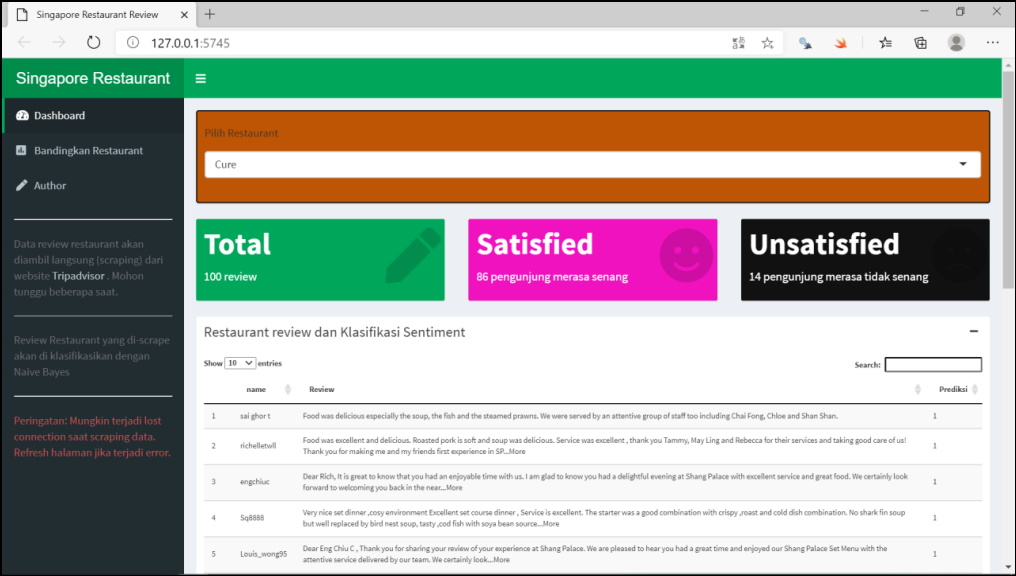 Singapore Restaurant Review
127.0.0.1:5745
Singapore Restaurant
Dashboard
Bandingkan Restaurant
Author
Data review restaurant akan
diambil langsung (scraping) dari
website Tripadvisor . Mohon
tunggu beberapa saat.
Review Restaurant yang di-scrape
akan di klasifikasikan dengan
Naive Bayes
Peringatan: Mungkin terjadi lost
connection saat scraping data.
Refresh halaman jika terjadi error.
Pilih Restaurant
Cure
Total
100 review
Satisfied
86 pengunjung merasa senang
Unsatisfied
14 pengunjung merasa tidak senang
Restaurant review dan Klasifikasi Sentiment
Show 10 entries
Search:
name Review Prediksi
1 sai ghor t Food was delicious especially the soup, the fish and the steamed prawns. We were served by an attentive group of staff too including Chai Fong, Chloe and Shan Shan. 1
2 richelletwll Food was excellent and delicious. Roasted pork is soft and soup was delicious. Service was excellent , thank you Tammy, May Ling and Rebecca for their services and taking good care of us! 1
Thank you for making me and my friends first experience in SP...More
3 engchiuc Dear Rich, It is great to know that you had an enjoyable time with us. I am glad to know you had a delightful evening at Shang Palace with excellent service and great food. We certainly look 1
forward to welcoming you back in the near...More
4 Sq8888 Very nice set dinner ,cosy environment Excellent set course dinner , Service is excellent. The starter was a good combination with crispy ,roast and cold dish combination. No shark fin soup 1
but well replaced by bird nest soup, tasty ,cod fish with soya bean source...More
5 Louis_wong95 Dear Eng Chiu C , Thank you for sharing your review of your experience at Shang Palace. We are pleased to hear you had a great time and enjoyed our Shang Palace Set Menu with the 1
attentive service delivered by our team. We certainly look...More